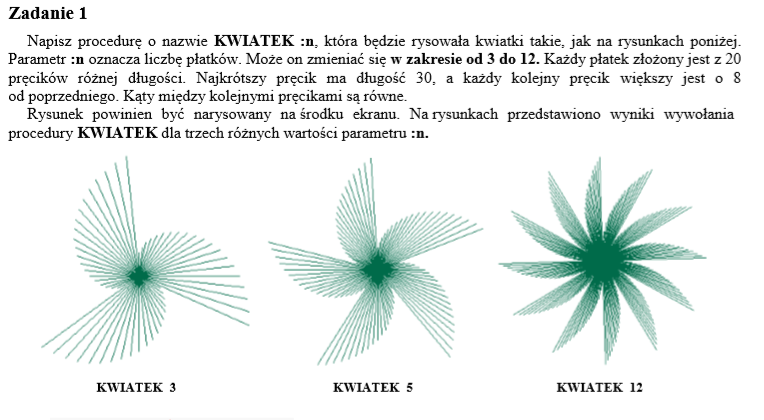 Zadanie 1
Napisz procedurę o nazwie KWIATEK :n, która będzie rysowała kwiatki takie, jak na rysunkach poniżej.
Parametr :n oznacza liczbę płatków. Może on zmieniać się w zakresie od 3 do 12. Każdy płatek złożony jest z 20
pręcików różnej długości. Najkrótszy pręcik ma długość 30, a każdy kolejny pręcik większy jest o 8
od poprzedniego. Kąty między kolejnymi pręcikami są równe.
Rysunek powinien być narysowany na środku ekranu. Na rysunkach przedstawiono wyniki wywołania
procedury KWIATEK dla trzech różnych wartości parametru :n.
KWIATEK 3 KWIATEK 5 KWIATEK 12